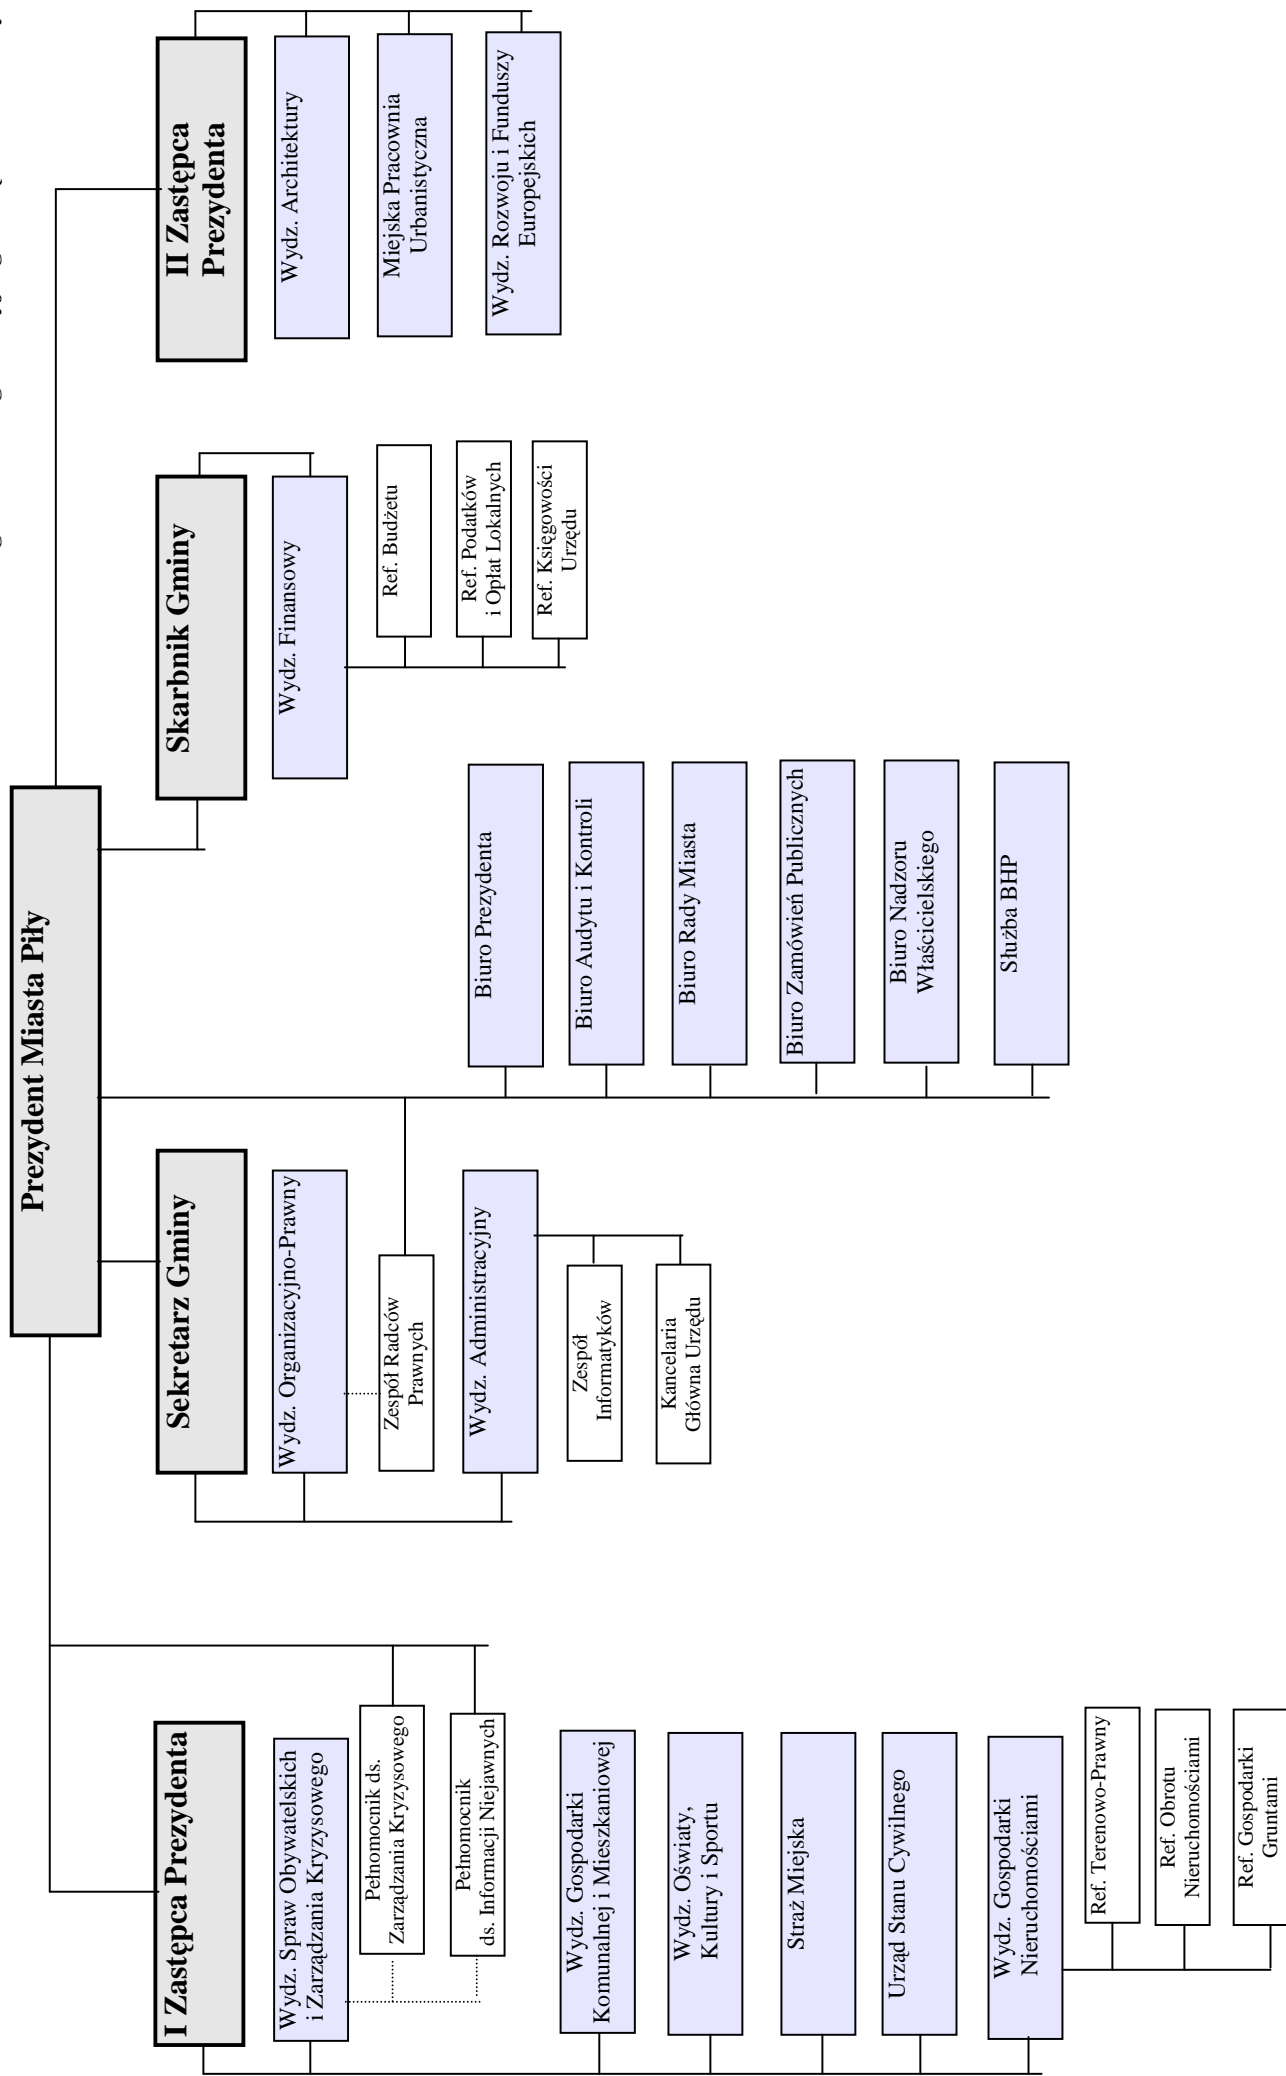 Prezydent Miasta Piły
I Zastępca Prezydenta
Wydz. Spraw Obywatelskich
i Zarządzania Kryzysowego
Pełnomocnik ds.
Zarządzania Kryzysowego
Pełnomocnik
ds. Informacji Niejawnych
Wydz. Gospodarki
Komunalnej i Mieszkaniowej
Wydz. Oświaty,
Kultury i Sportu
Straż Miejska
Urząd Stanu Cywilnego
Wydz. Gospodarki
Nieruchomościami
Ref. Terenowo-Prawny
Ref. Obrotu
Nieruchomościami
Ref. Gospodarki
Gruntami
Sekretarz Gminy
Wydz. Organizacyjno-Prawny
Zespół Radców
Prawnych
Wydz. Administracyjny
Zespół
Informatyków
Kancelaria
Główna Urzędu
Biuro Prezydenta
Biuro Audytu i Kontroli
Biuro Rady Miasta
Biuro Zamówień Publicznych
Biuro Nadzoru
Właścicielskiego
Służba BHP
Skarbnik Gminy
Wydz. Finansowy
Ref. Budżetu
Ref. Podatków
i Opłat Lokalnych
Ref. Księgowości
Urzędu
II Zastępca
Prezydenta
Wydz. Architektury
Miejska Pracownia
Urbanistyczna
Wydz. Rozwoju i Funduszy
Europejskich